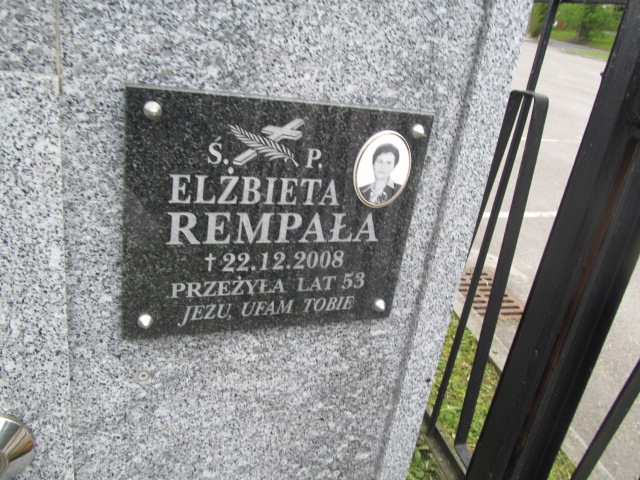 Ś. P.
ELŻBIETA
REMPAŁA
†22.12.2008
PRZEŻYŁA LAT 53
JEZU, UFAM TOBIE